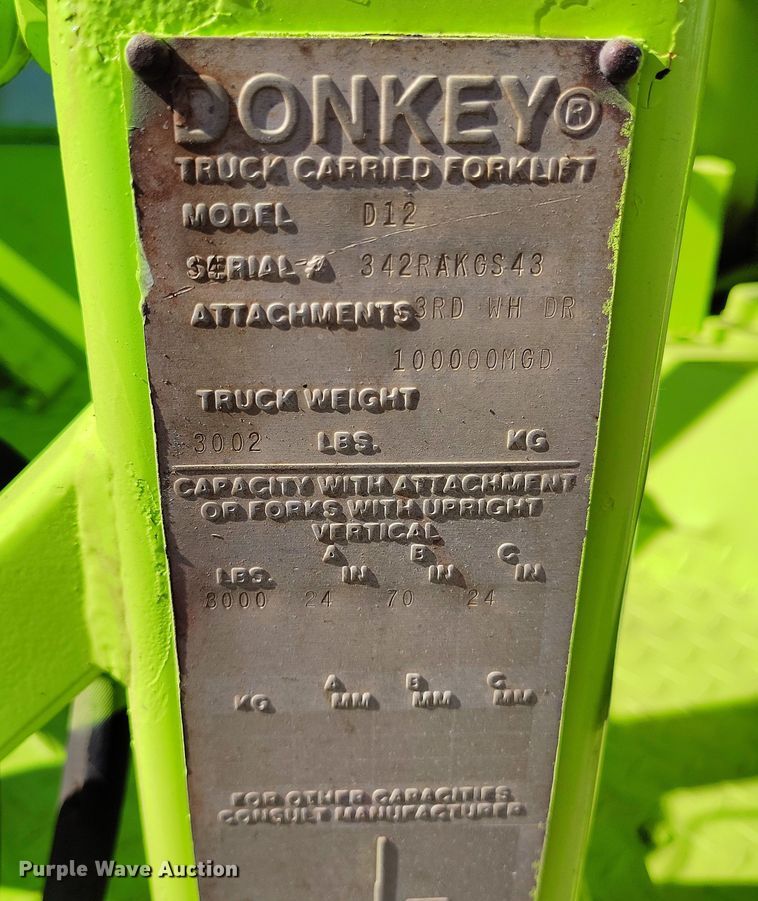 DONKEY®
TRUCK CARRIED FORKLIFT
MODEL D12
SERIAL # 342RAKGS43
ATTACHMENTS 3RD WH DR
100000MGD
TRUCK WEIGHT
3002 LBS. KG
CAPACITY WITH ATTACHMENT
OR FORKS WITH UPRIGHT
VERTICAL
A B C
LBS. IN IN IN
3000 24 70 24
A B C
KG MM MM MM
FOR OTHER CAPACITIES
CONSULT MANUFACTURER
Purple Wave Auction